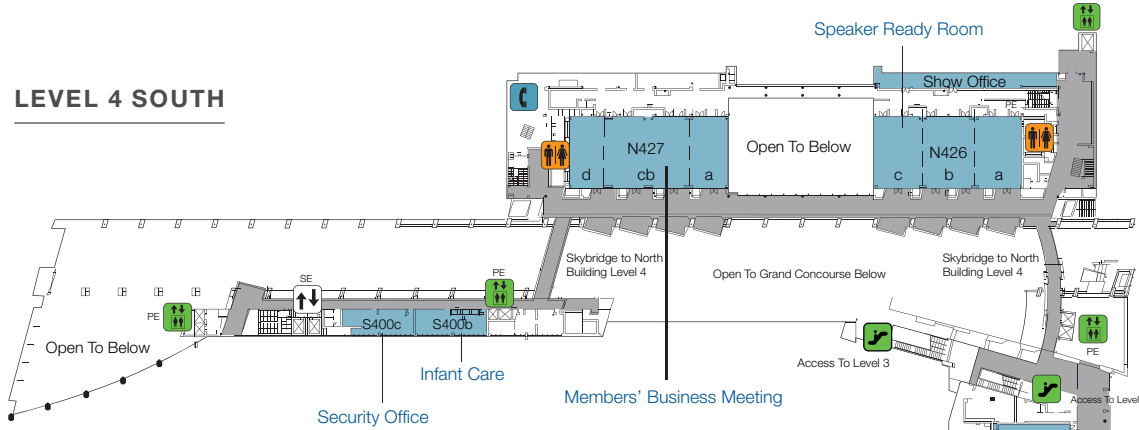 Speaker Ready Room
LEVEL 4 SOUTH
Show Office
PE
N427
d
cb
a
Open To Below
N426
c
b
a
Skybridge to North
Building Level 4
Open To Grand Concourse Below
Skybridge to North
Building Level 4
SE
PE
PE
S400c
S400b
Open To Below
PE
Access To Level 3
Infant Care
Members' Business Meeting
Security Office
Access To Level